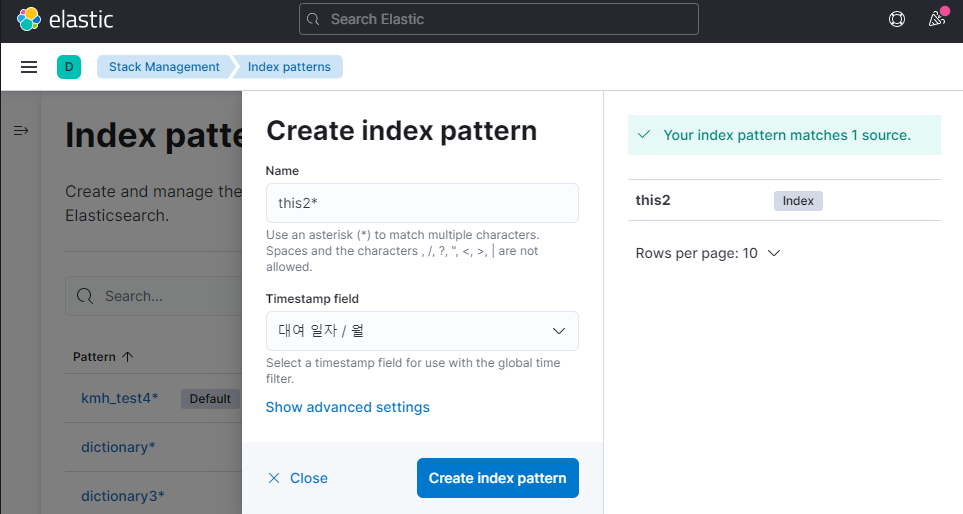 elastic
Search Elastic
D
Stack Management
Index patterns
Index patte
Create and manage the
Elasticsearch.
Search...
Pattern
kmh_test4*
Default
dictionary*
dictionary3*
Create index pattern
Name
this2*
Use an asterisk (*) to match multiple characters.
Spaces and the characters , /, ?, ", <, >, | are not
allowed.
Timestamp field
대여 일자 / 월
Select a timestamp field for use with the global time
filter.
Show advanced settings
Close
Create index pattern
Your index pattern matches 1 source.
this2
Index
Rows per page: 10